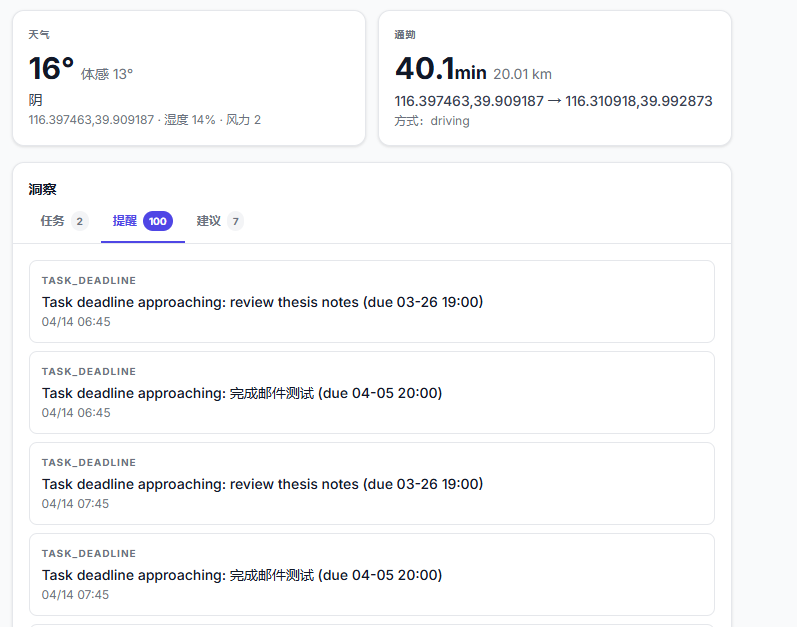 天气
16° 体感 13°
阴
116.397463,39.909187 · 湿度 14% · 风力 2
通勤
40.1min 20.01 km
116.397463,39.909187 → 116.310918,39.992873
方式：driving
洞察
任务 2 提醒 100 建议 7
TASK_DEADLINE
Task deadline approaching: review thesis notes (due 03-26 19:00)
04/14 06:45
TASK_DEADLINE
Task deadline approaching: 完成邮件测试 (due 04-05 20:00)
04/14 06:45
TASK_DEADLINE
Task deadline approaching: review thesis notes (due 03-26 19:00)
04/14 07:45
TASK_DEADLINE
Task deadline approaching: 完成邮件测试 (due 04-05 20:00)
04/14 07:45